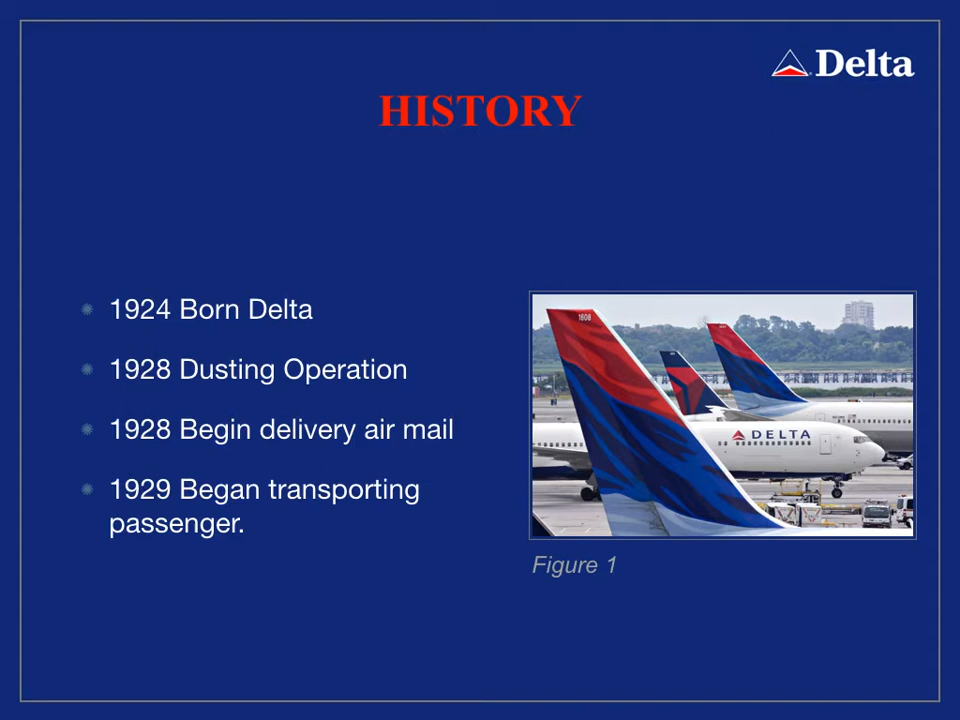 Delta
HISTORY
1924 Born Delta
1928 Dusting Operation
1928 Begin delivery air mail
1929 Began transporting
passenger.
1608
DELTA
Figure 1